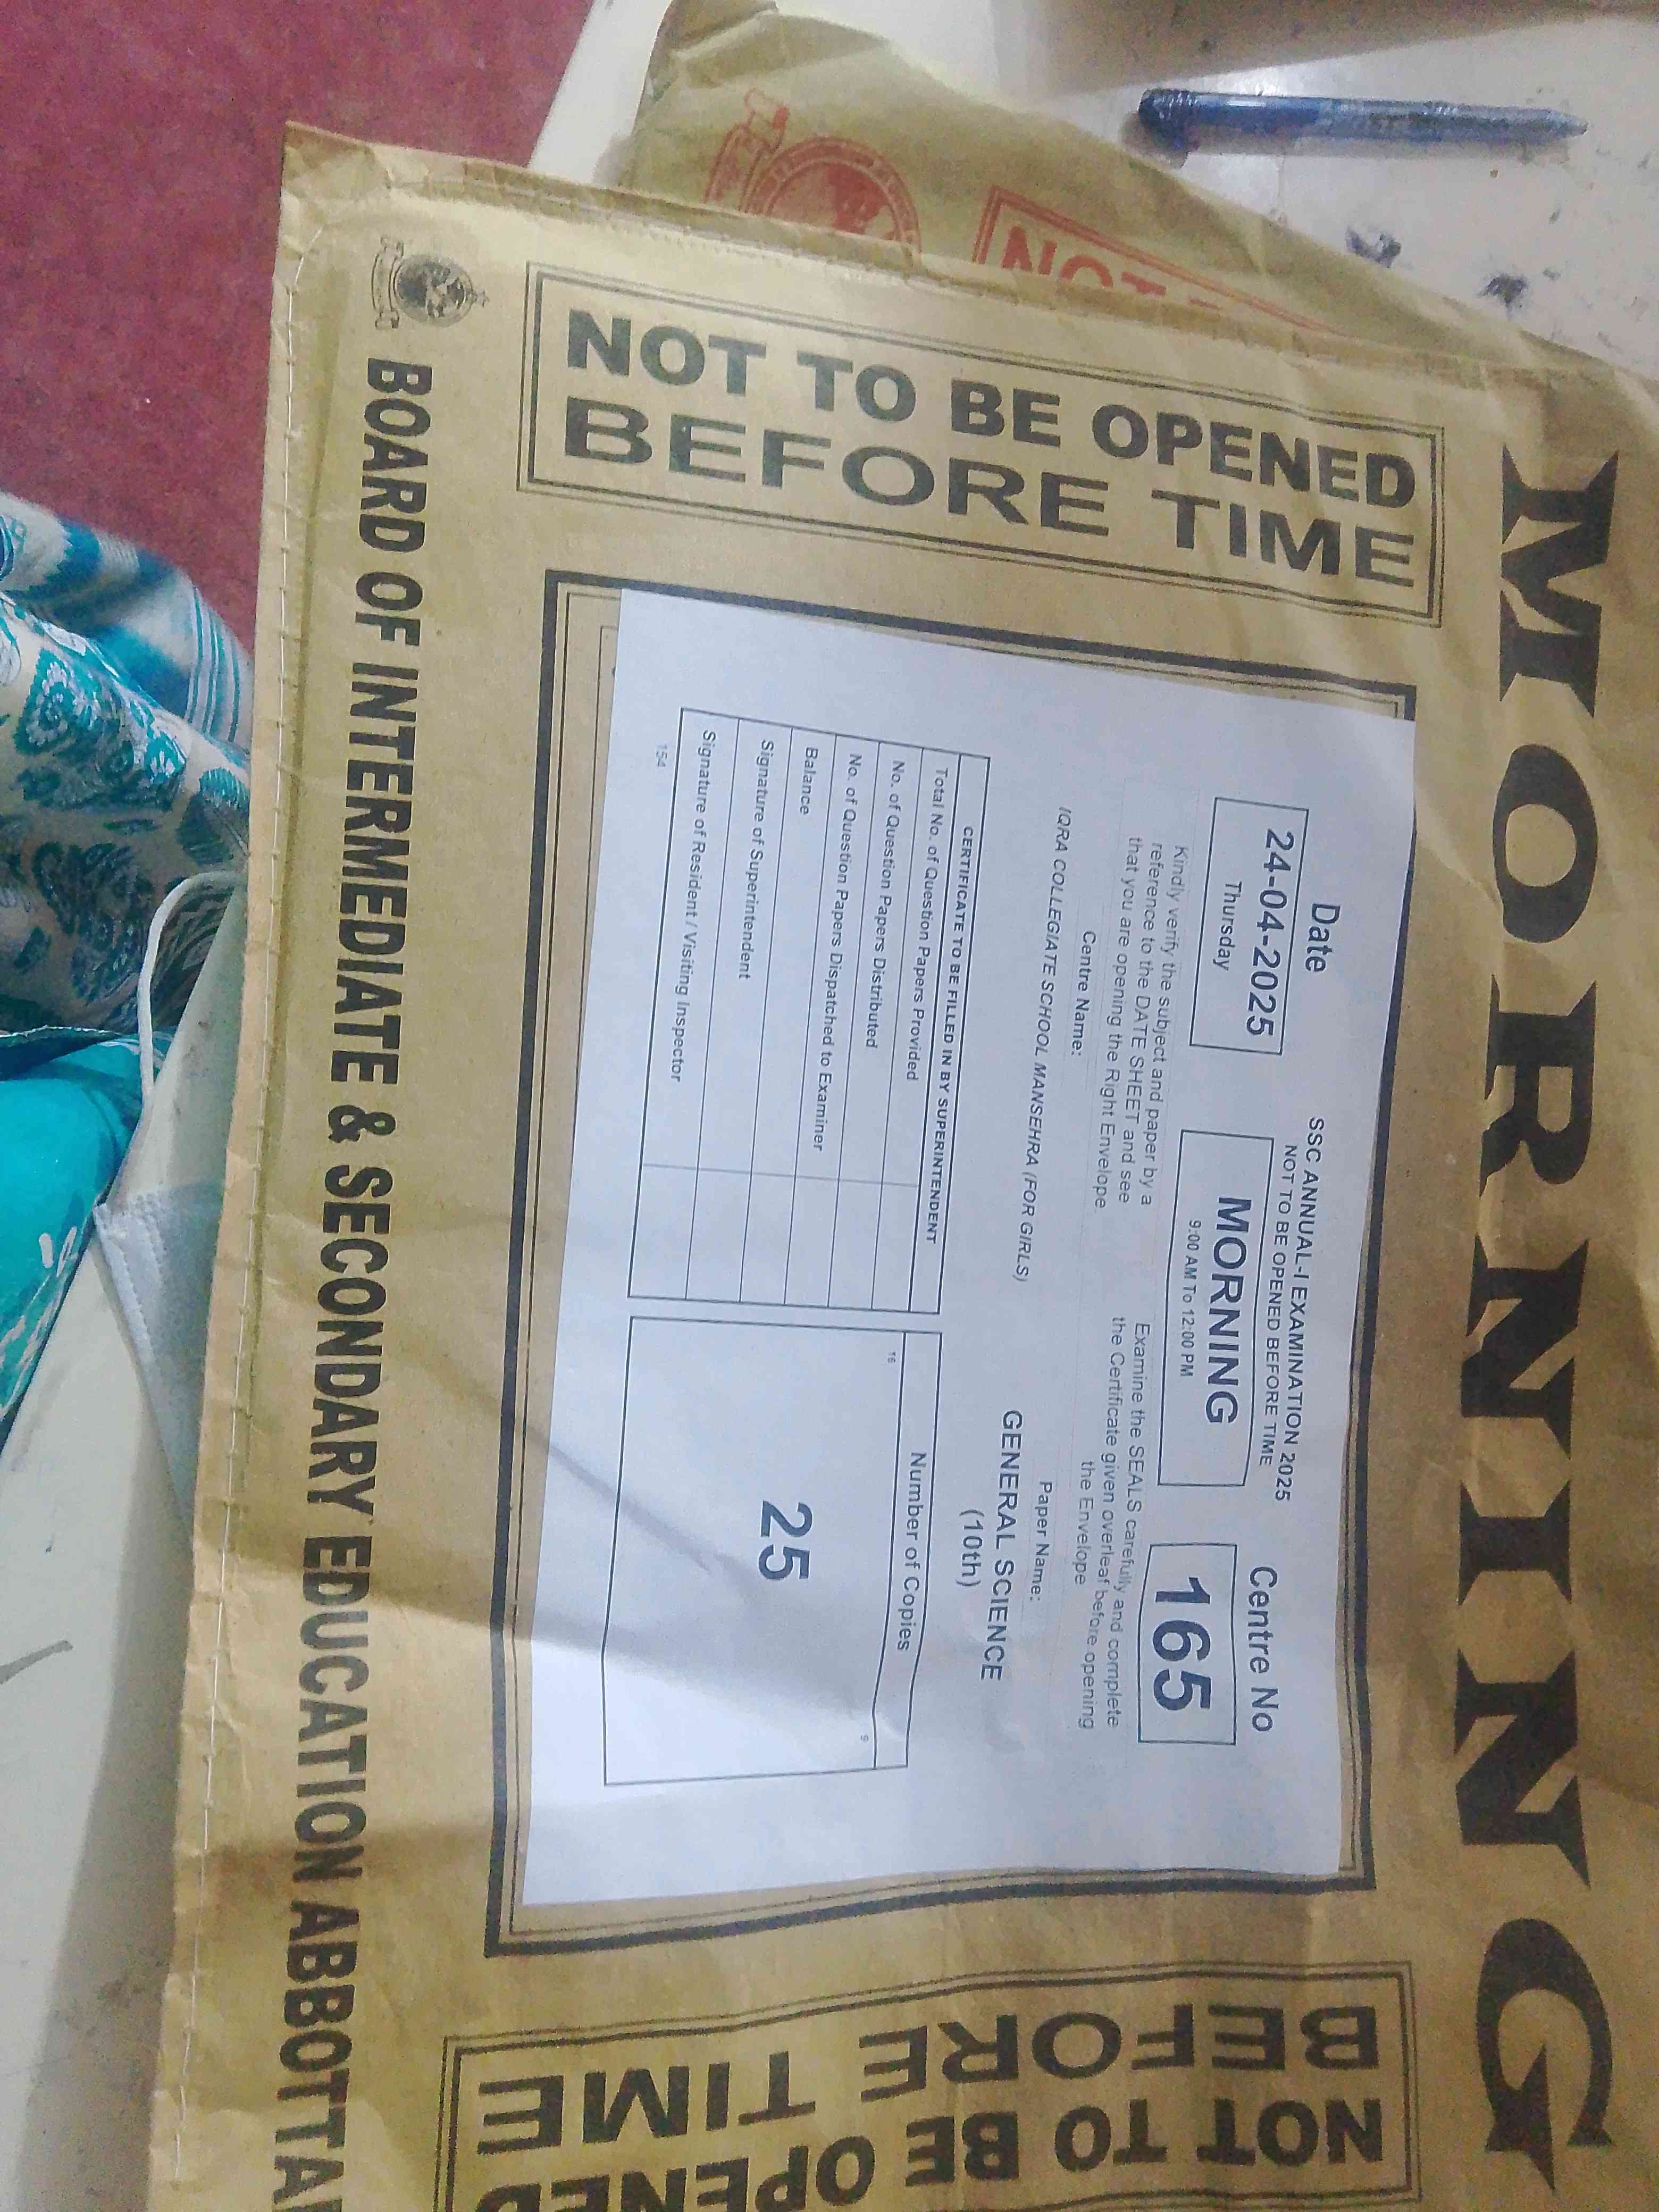 MORNING
NOT TO BE OPENED
BEFORE TIME
Date
24-04-2025
Thursday
SSC ANNUAL-I EXAMINATION 2025
NOT TO BE OPENED BEFORE TIME
MORNING
9:00 AM To 12:00 PM
Centre No
165
Kindly verify the subject and paper by a
reference to the DATE SHEET and see
that you are opening the Right Envelope
Examine the SEALS carefully and complete
the Certificate given overleaf before opening
the Envelope
Centre Name:
IQRA COLLEGIATE SCHOOL MANSEHRA (FOR GIRLS)
Paper Name:
GENERAL SCIENCE
(10th)
CERTIFICATE TO BE FILLED IN BY SUPERINTENDENT
Total No. of Question Papers Provided
No. of Question Papers Distributed
No. of Question Papers Dispatched to Examiner
Balance
Signature of Superintendent
Signature of Resident / Visiting Inspector
154
Number of Copies
16
9
25
NOT TO BE OPENED
BEFORE TIME
BOARD OF INTERMEDIATE & SECONDARY EDUCATION ABBOTTA
NOT